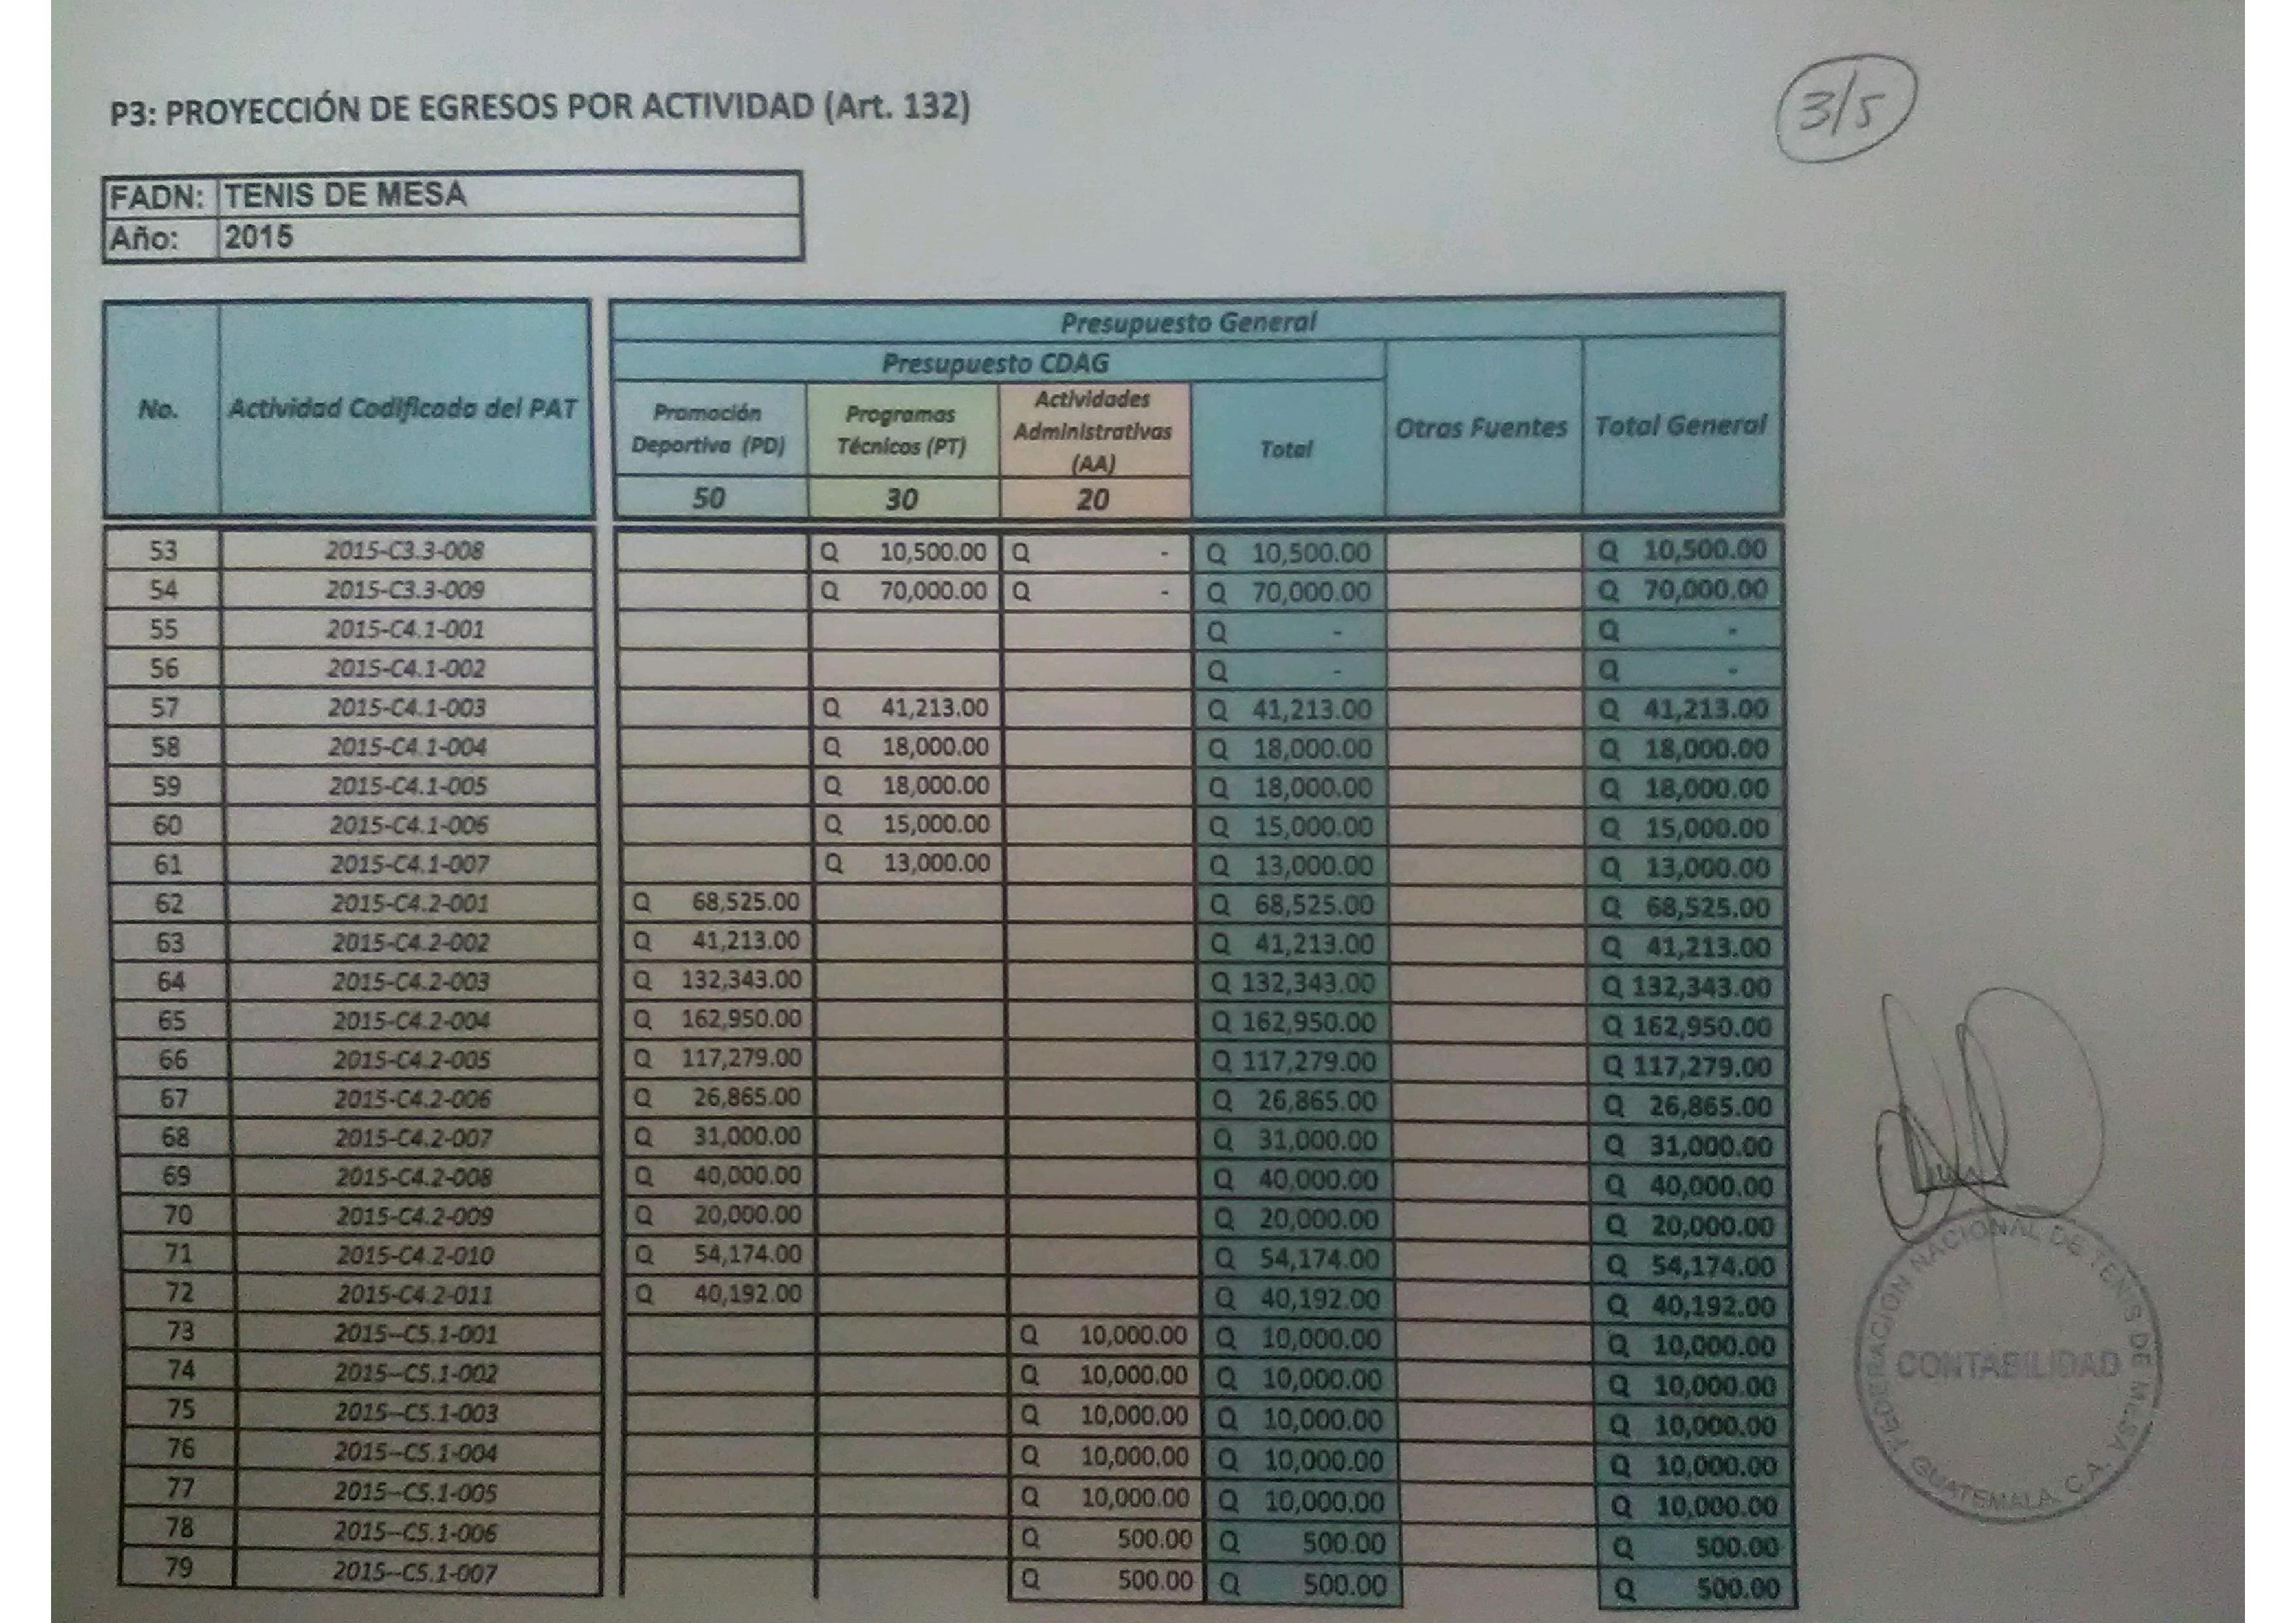 3/5
P3: PROYECCIÓN DE EGRESOS POR ACTIVIDAD (Art. 132)
FADN: TENIS DE MESA
Año: 2015
No. Actividad Codificada del PAT
Presupuesto General
Presupuesto CDAG
Promoción Deportiva (PD) Programas Técnicos (PT) Actividades Administrativas (AA) Total Otras Fuentes Total General
50 30 20
53 2015-C3.3-008 Q 10,500.00 Q - Q 10,500.00 Q 10,500.00
54 2015-C3.3-009 Q 70,000.00 Q - Q 70,000.00 Q 70,000.00
55 2015-C4.1-001 Q - Q -
56 2015-C4.1-002 Q - Q -
57 2015-C4.1-003 Q 41,213.00 Q 41,213.00 Q 41,213.00
58 2015-C4.1-004 Q 18,000.00 Q 18,000.00 Q 18,000.00
59 2015-C4.1-005 Q 18,000.00 Q 18,000.00 Q 18,000.00
60 2015-C4.1-006 Q 15,000.00 Q 15,000.00 Q 15,000.00
61 2015-C4.1-007 Q 13,000.00 Q 13,000.00 Q 13,000.00
62 2015-C4.2-001 Q 68,525.00 Q 68,525.00 Q 68,525.00
63 2015-C4.2-002 Q 41,213.00 Q 41,213.00 Q 41,213.00
64 2015-C4.2-003 Q 132,343.00 Q 132,343.00 Q 132,343.00
65 2015-C4.2-004 Q 162,950.00 Q 162,950.00 Q 162,950.00
66 2015-C4.2-005 Q 117,279.00 Q 117,279.00 Q 117,279.00
67 2015-C4.2-006 Q 26,865.00 Q 26,865.00 Q 26,865.00
68 2015-C4.2-007 Q 31,000.00 Q 31,000.00 Q 31,000.00
69 2015-C4.2-008 Q 40,000.00 Q 40,000.00 Q 40,000.00
70 2015-C4.2-009 Q 20,000.00 Q 20,000.00 Q 20,000.00
71 2015-C4.2-010 Q 54,174.00 Q 54,174.00 Q 54,174.00
72 2015-C4.2-011 Q 40,192.00 Q 40,192.00 Q 40,192.00
73 2015--C5.1-001 Q 10,000.00 Q 10,000.00 Q 10,000.00
74 2015--C5.1-002 Q 10,000.00 Q 10,000.00 Q 10,000.00
75 2015--C5.1-003 Q 10,000.00 Q 10,000.00 Q 10,000.00
76 2015--C5.1-004 Q 10,000.00 Q 10,000.00 Q 10,000.00
77 2015--C5.1-005 Q 10,000.00 Q 10,000.00 Q 10,000.00
78 2015--C5.1-006 Q 500.00 Q 500.00 Q 500.00
79 2015--C5.1-007 Q 500.00 Q 500.00 Q 500.00
FEDERACION NACIONAL DE TENIS DE MESA
CONTABILIDAD
GUATEMALA, C.A.